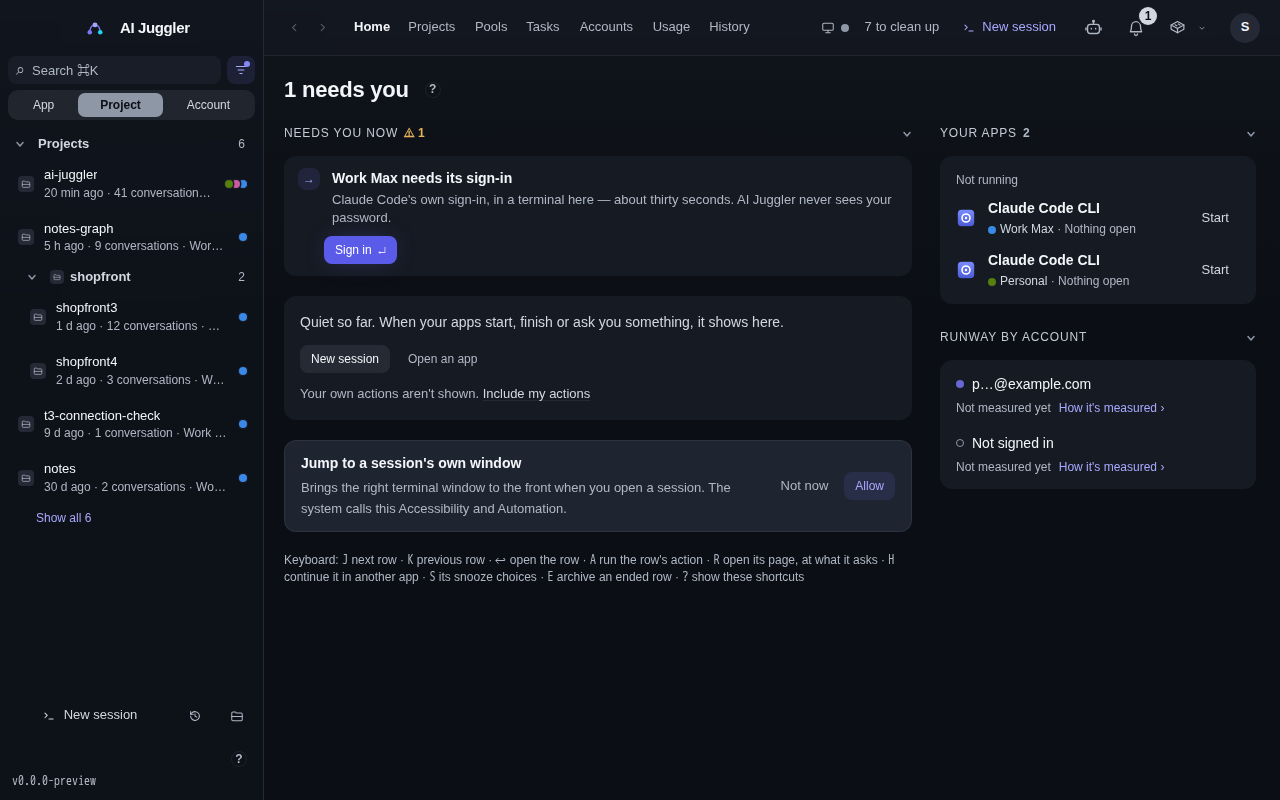 AI Juggler
Search ⌘K
App Project Account
Projects 6
ai-juggler
20 min ago · 41 conversation…
notes-graph
5 h ago · 9 conversations · Wor…
shopfront 2
shopfront3
1 d ago · 12 conversations · …
shopfront4
2 d ago · 3 conversations · W…
t3-connection-check
9 d ago · 1 conversation · Work …
notes
30 d ago · 2 conversations · Wo…
Show all 6
New session
?
v0.0.0-preview
Home Projects Pools Tasks Accounts Usage History
7 to clean up
New session
1
S
1 needs you ?
NEEDS YOU NOW 1
→ Work Max needs its sign-in
Claude Code's own sign-in, in a terminal here — about thirty seconds. AI Juggler never sees your
password.
Sign in
Quiet so far. When your apps start, finish or ask you something, it shows here.
New session Open an app
Your own actions aren't shown. Include my actions
Jump to a session's own window
Brings the right terminal window to the front when you open a session. The
system calls this Accessibility and Automation.
Not now Allow
Keyboard: J next row · K previous row · ↩ open the row · A run the row's action · R open its page, at what it asks · H
continue it in another app · S its snooze choices · E archive an ended row · ? show these shortcuts
YOUR APPS 2
Not running
Claude Code CLI
Work Max · Nothing open
Start
Claude Code CLI
Personal · Nothing open
Start
RUNWAY BY ACCOUNT
p…@example.com
Not measured yet How it's measured ›
Not signed in
Not measured yet How it's measured ›